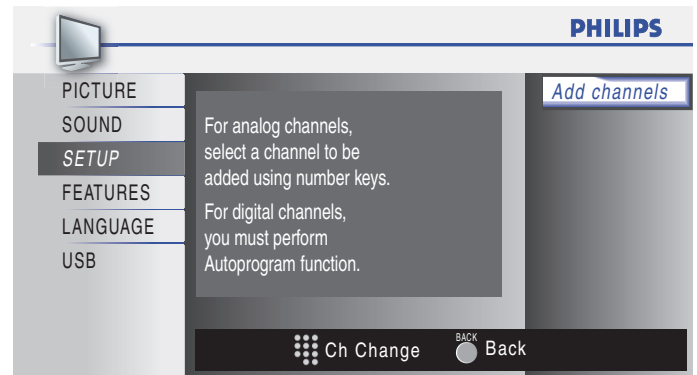 PHILIPS
PICTURE
SOUND
SETUP
FEATURES
LANGUAGE
USB
For analog channels,
select a channel to be
added using number keys.
For digital channels,
you must perform
Autoprogram function.
Add channels
Ch Change
BACK
Back